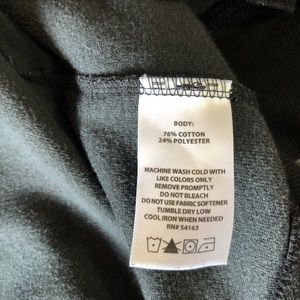 BODY:
76% COTTON
24% POLYESTER
MACHINE WASH COLD WITH
LIKE COLORS ONLY
REMOVE PROMPTLY
DO NOT BLEACH
DO NOT USE FABRIC SOFTENER
TUMBLE DRY LOW
COOL IRON WHEN NEEDED
RN# 54163